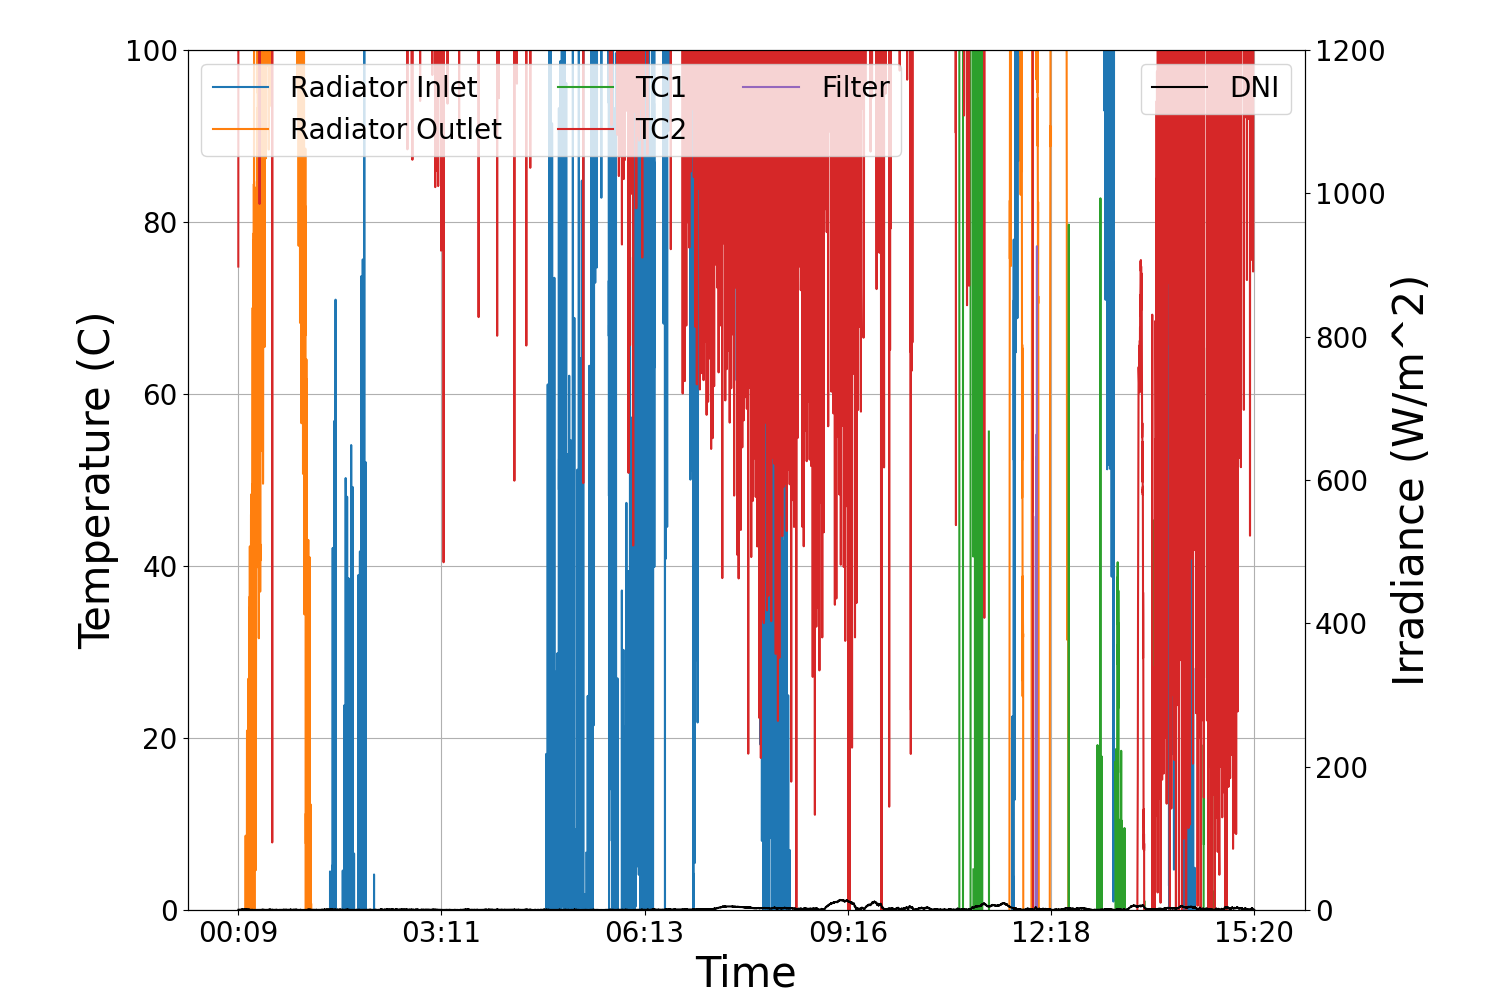 100
80
60
40
20
0
Temperature (C)
Radiator Inlet
Radiator Outlet
TC1
TC2
Filter
DNI
1200
1000
800
600
400
200
0
Irradiance (W/m^2)
00:09
03:11
06:13
09:16
12:18
15:20
Time